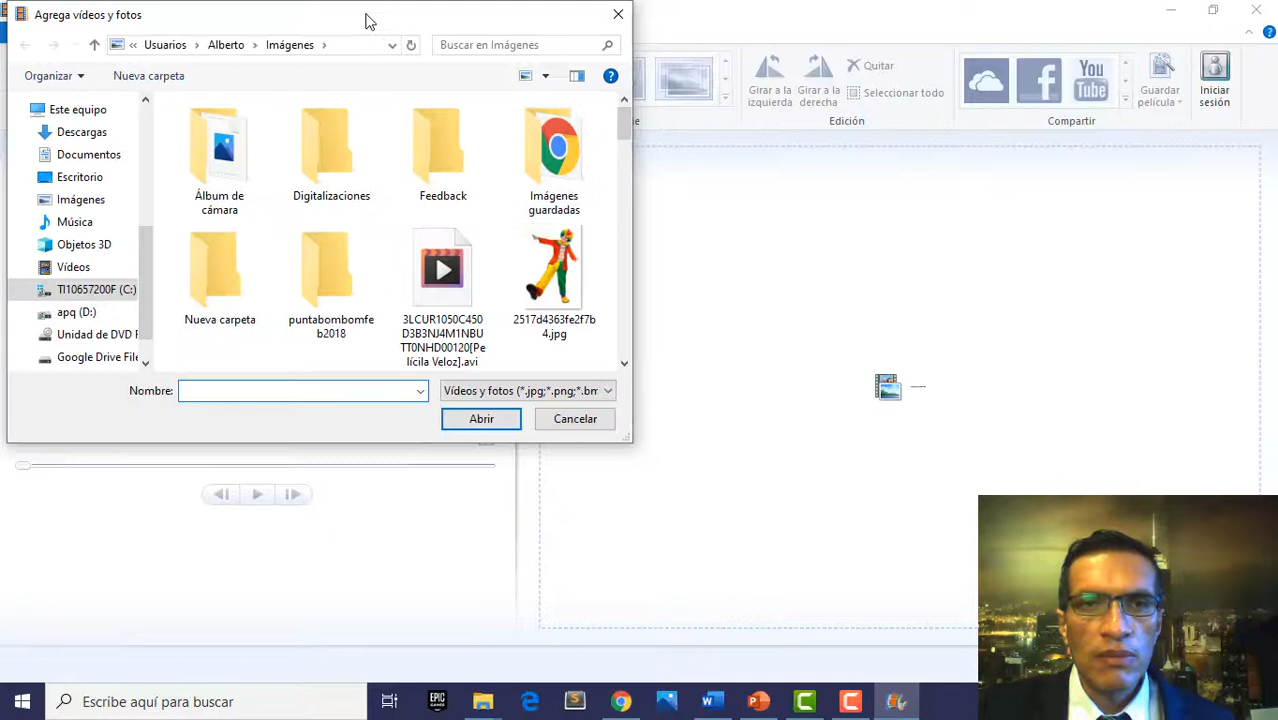 Agrega vídeos y fotos
« Usuarios > Alberto > Imágenes >
Buscar en Imágenes
Organizar
Nueva carpeta
Este equipo
Descargas
Documentos
Escritorio
Imágenes
Música
Objetos 3D
Vídeos
TI10657200F (C:)
apq (D:)
Unidad de DVD
Google Drive File
Álbum de
cámara
Digitalizaciones
Feedback
Imágenes
guardadas
Nueva carpeta
puntabombomfe
b2018
3LCUR1050C450
D3B3NJ4M1NBU
TT0NHD00120[Pe
lícila Veloz].avi
2517d4363fe2f7b
4.jpg
Nombre:
Vídeos y fotos (*.jpg;*.png;*.bm
Abrir
Cancelar
Girar a la
izquierda
Girar a la
derecha
Quitar
Seleccionar todo
Edición
You
Tube
Compartir
Guardar
película
Iniciar
sesión
Escribe aquí para buscar
EPIC
GAMES